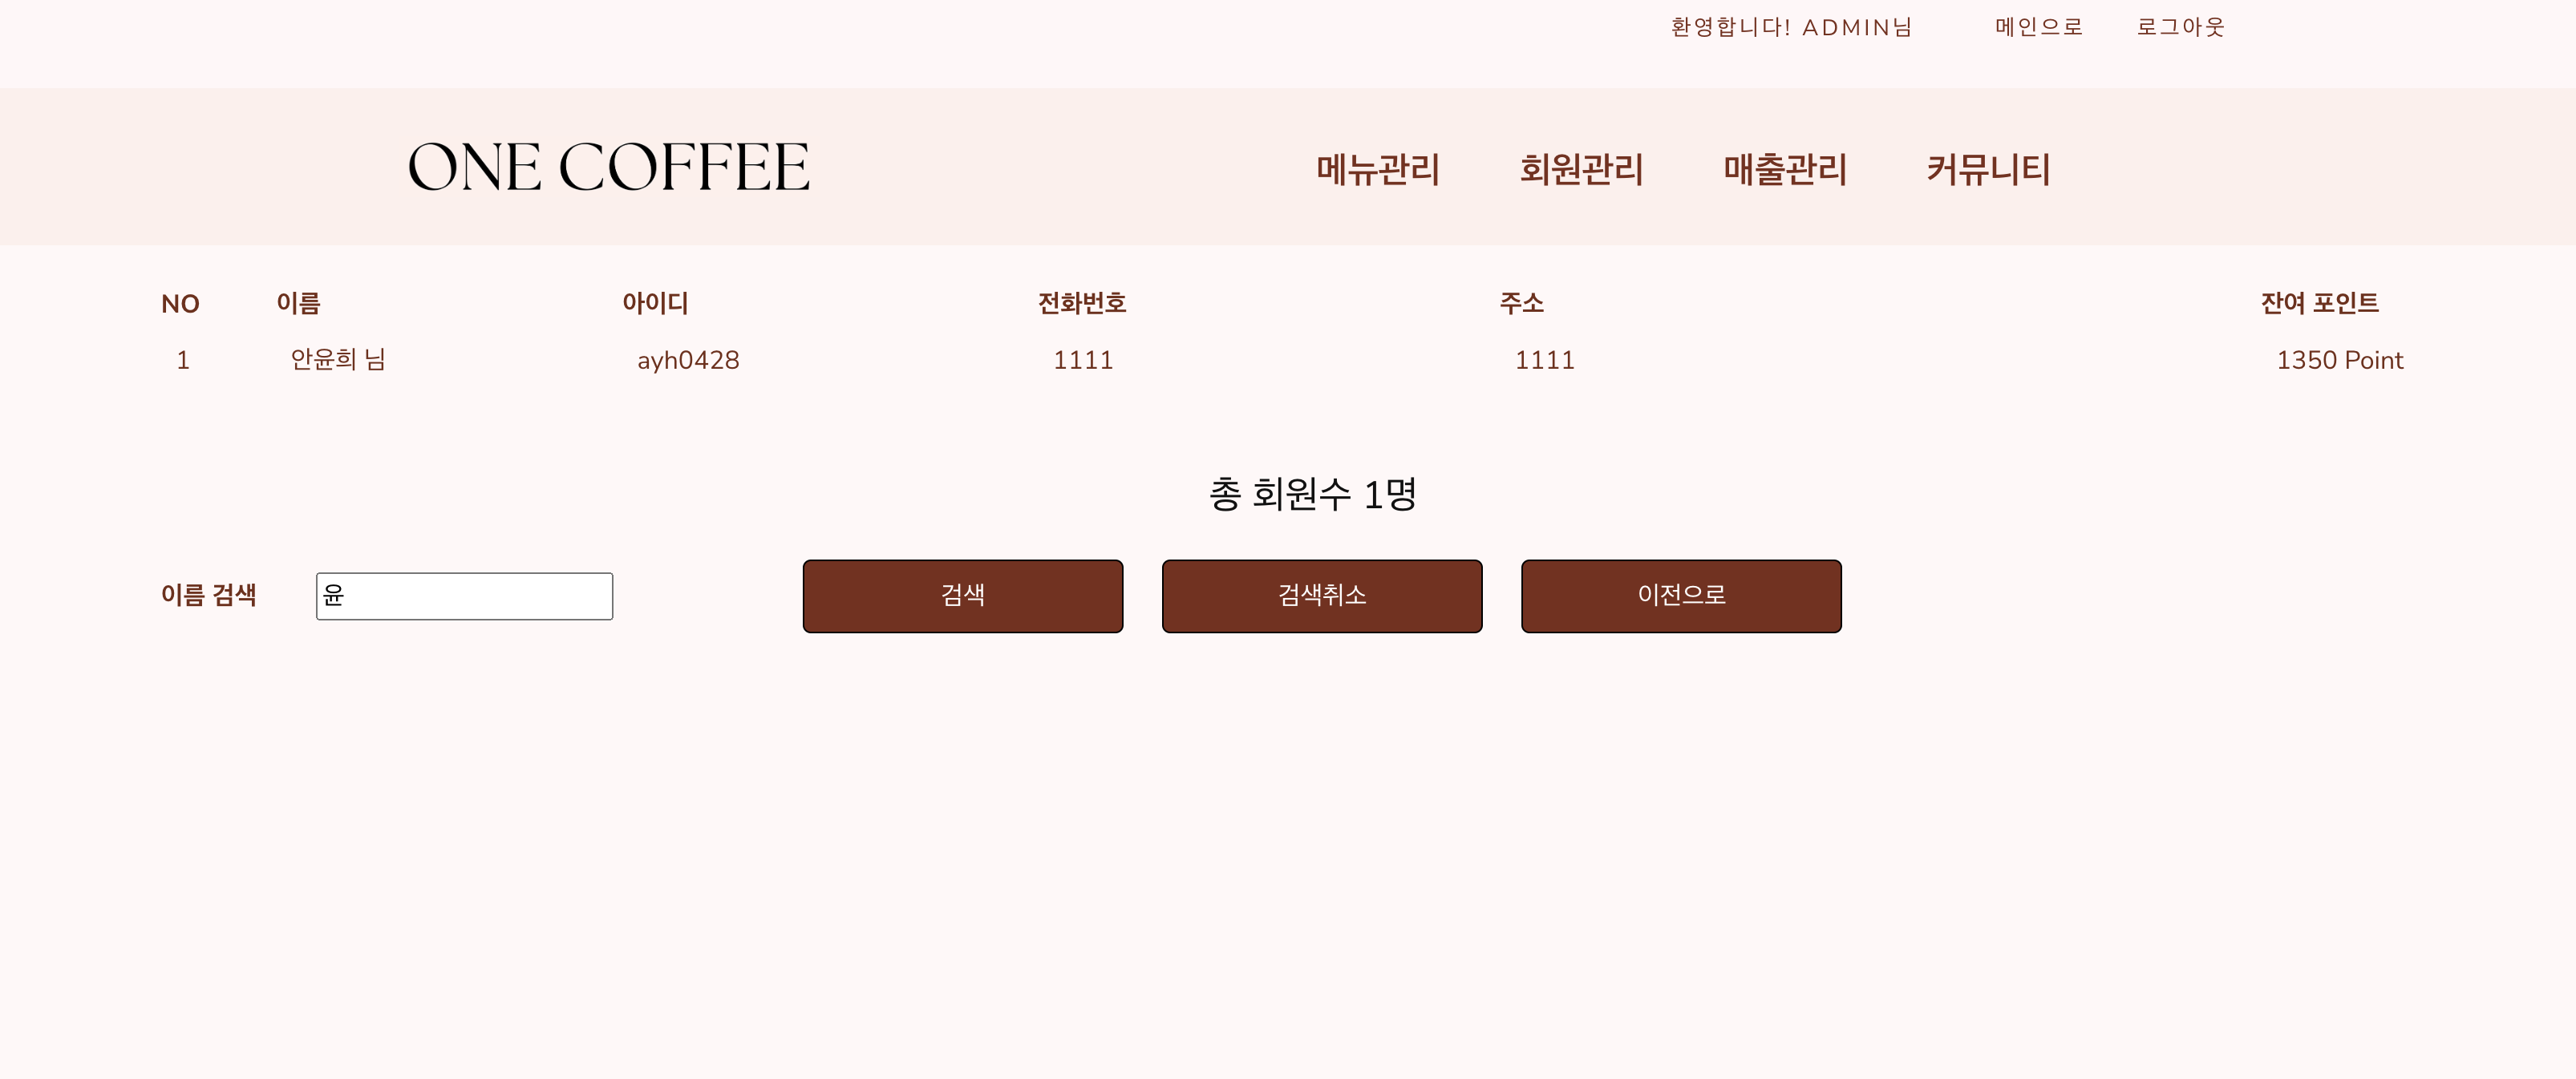 환영합니다! ADMIN님 메인으로 로그아웃
ONE COFFEE 메뉴관리 회원관리 매출관리 커뮤니티
NO 이름 아이디 전화번호 주소 잔여 포인트
1 안윤희 님 ayh0428 1111 1111 1350 Point
총 회원수 1명
이름 검색 윤 검색 검색취소 이전으로